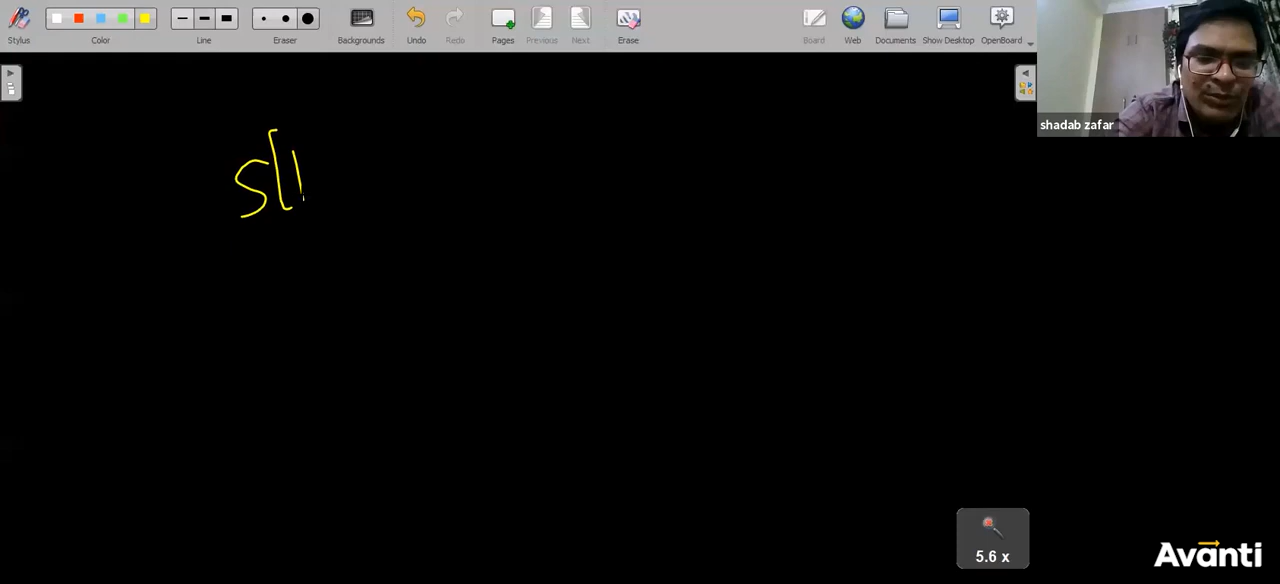 Stylus
Color
Line
Eraser
Backgrounds
Undo
Redo
Pages
Previous
Next
Erase
Board
Web
Documents
Show Desktop
OpenBoard
shadab zafar
5.6 x
Avanti